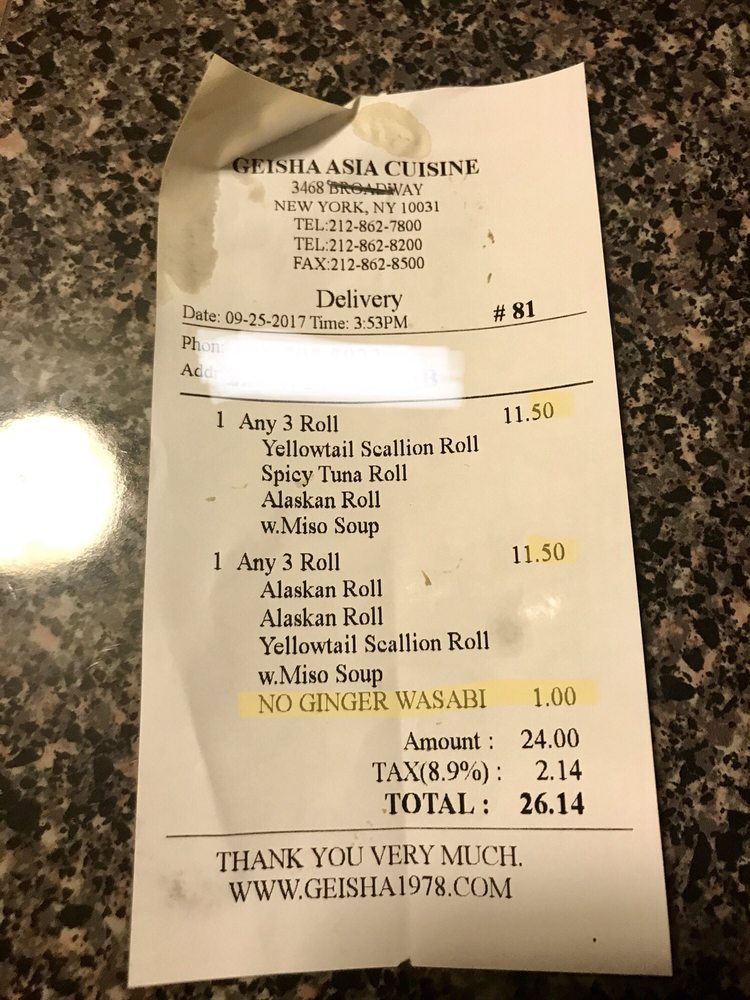 GEISHA ASIA CUISINE
3468 BROADWAY
NEW YORK, NY 10031
TEL:212-862-7800
TEL:212-862-8200
FAX:212-862-8500
Delivery
Date: 09-25-2017 Time: 3:53PM # 81
Phon
Add
1 Any 3 Roll 11.50
Yellowtail Scallion Roll
Spicy Tuna Roll
Alaskan Roll
w.Miso Soup
1 Any 3 Roll 11.50
Alaskan Roll
Alaskan Roll
Yellowtail Scallion Roll
w.Miso Soup
NO GINGER WASABI 1.00
Amount : 24.00
TAX(8.9%) : 2.14
TOTAL : 26.14
THANK YOU VERY MUCH.
WWW.GEISHA1978.COM